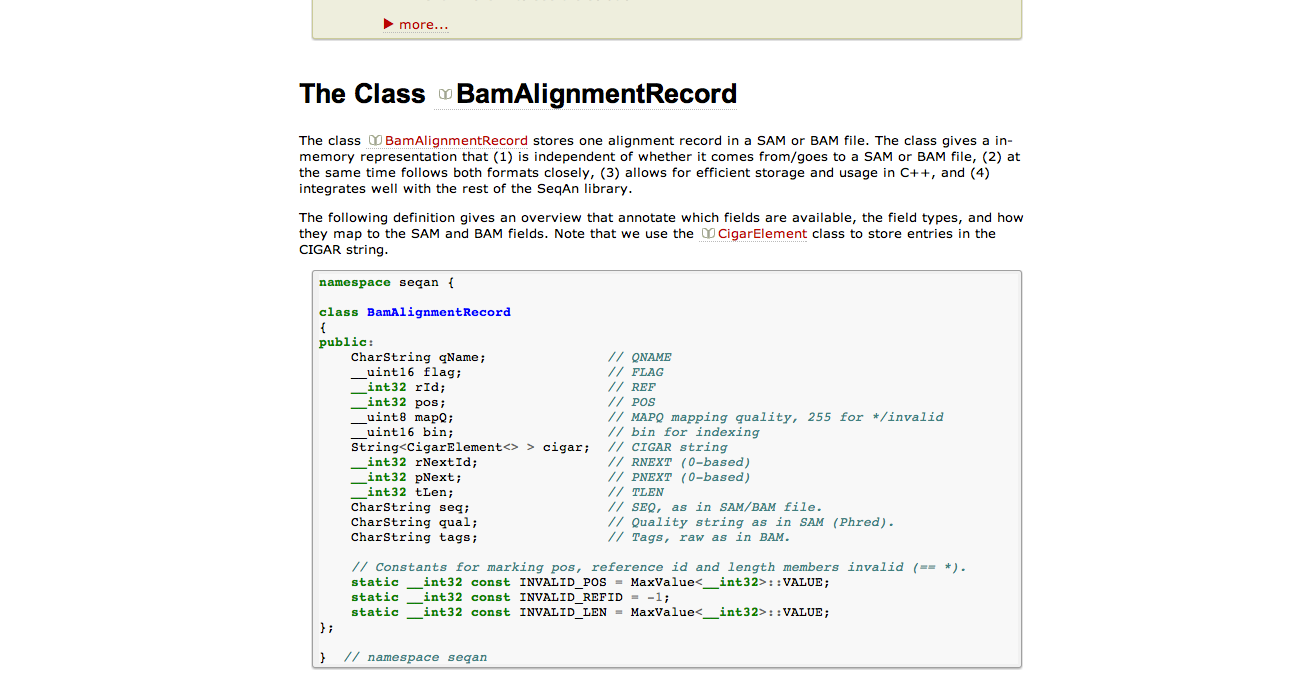 ▶ more...
The Class BamAlignmentRecord
The class BamAlignmentRecord stores one alignment record in a SAM or BAM file. The class gives a in-
memory representation that (1) is independent of whether it comes from/goes to a SAM or BAM file, (2) at
the same time follows both formats closely, (3) allows for efficient storage and usage in C++, and (4)
integrates well with the rest of the SeqAn library.
The following definition gives an overview that annotate which fields are available, the field types, and how
they map to the SAM and BAM fields. Note that we use the CigarElement class to store entries in the
CIGAR string.
namespace seqan {
class BamAlignmentRecord
{
public:
CharString qName; // QNAME
__uint16 flag; // FLAG
__int32 rId; // REF
__int32 pos; // POS
__uint8 mapQ; // MAPQ mapping quality, 255 for */invalid
__uint16 bin; // bin for indexing
String<CigarElement<> > cigar; // CIGAR string
__int32 rNextId; // RNEXT (0-based)
__int32 pNext; // PNEXT (0-based)
__int32 tLen; // TLEN
CharString seq; // SEQ, as in SAM/BAM file.
CharString qual; // Quality string as in SAM (Phred).
CharString tags; // Tags, raw as in BAM.
// Constants for marking pos, reference id and length members invalid (== *).
static __int32 const INVALID_POS = MaxValue<__int32>::VALUE;
static __int32 const INVALID_REFID = -1;
static __int32 const INVALID_LEN = MaxValue<__int32>::VALUE;
};
} // namespace seqan